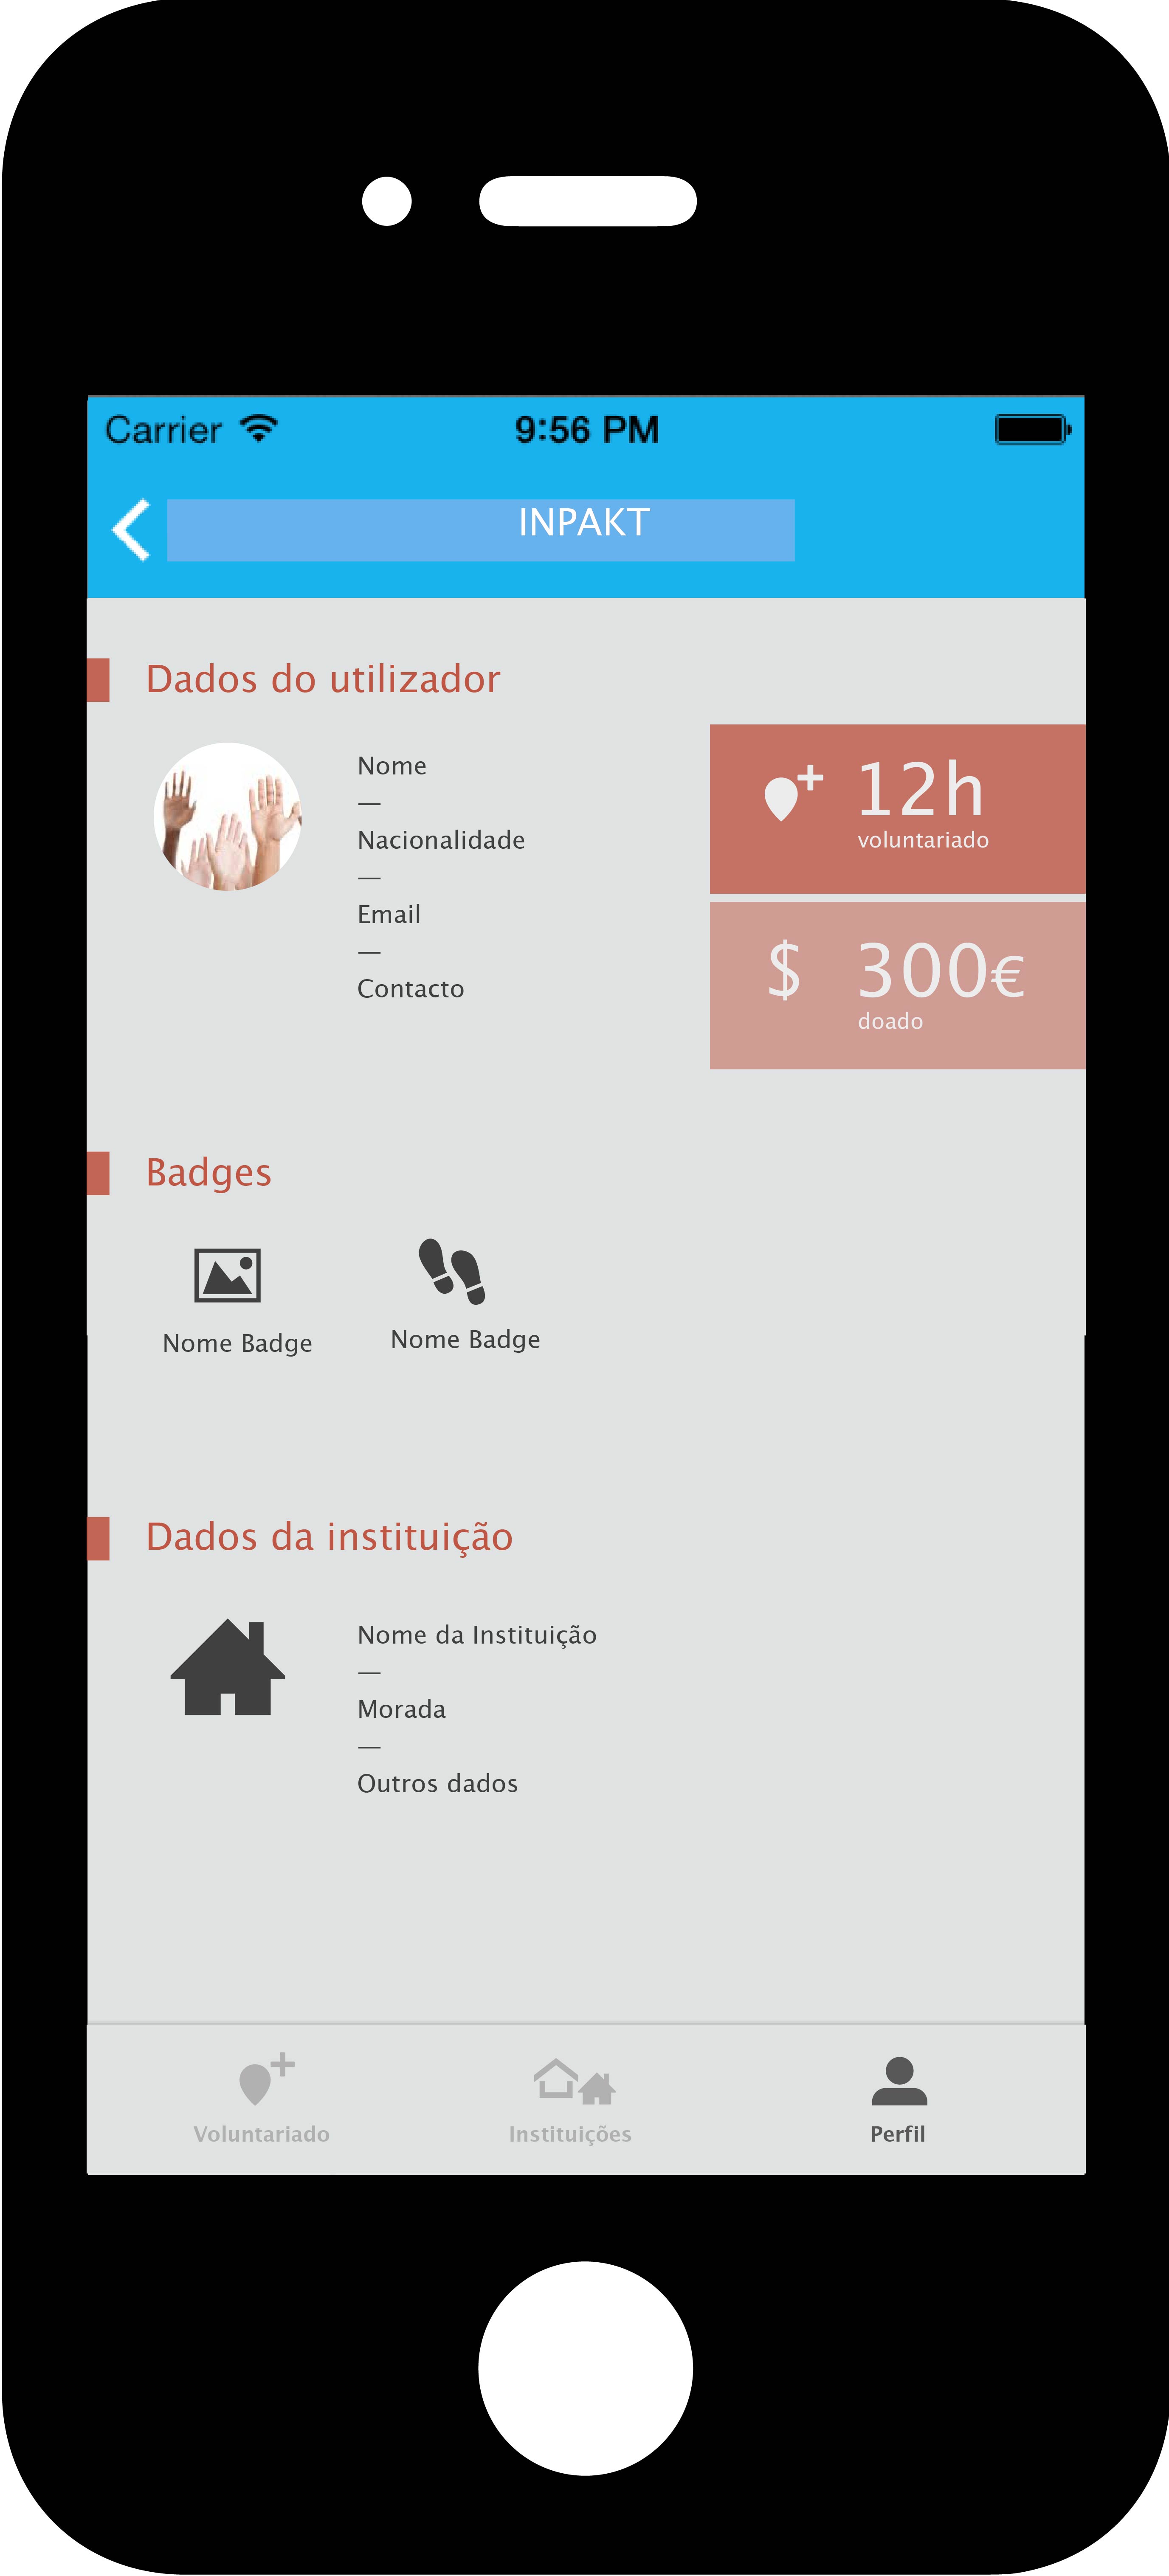 Carrier 9:56 PM
INPAKT
Dados do utilizador
Nome
—
Nacionalidade
—
Email
—
Contacto
12h
voluntariado
$ 300€
doado
Badges
Nome Badge Nome Badge
Dados da instituição
Nome da Instituição
—
Morada
—
Outros dados
Voluntariado Instituições Perfil